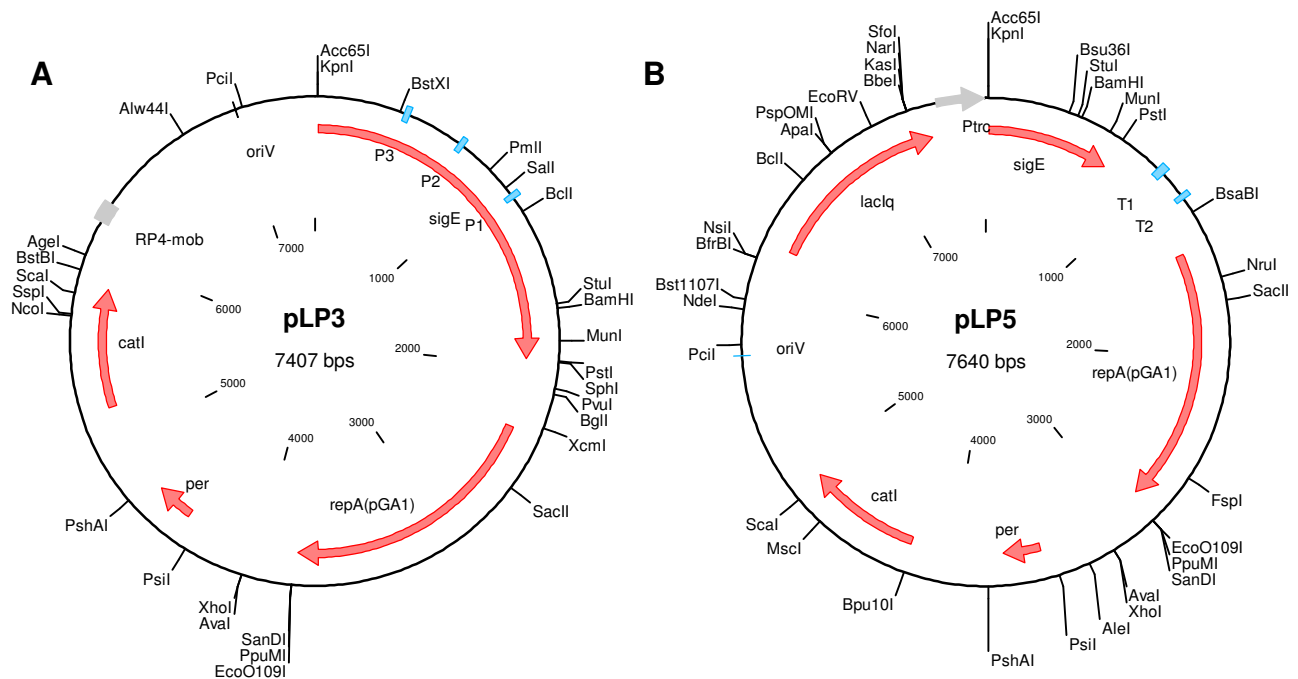 A
Acc65I
KpnI
BstXI
PmlI
SalI
BclI
StuI
BamHI
MunI
PstI
SphI
PvuI
BglI
XcmI
SacII
SanDI
PpuMI
EcoO109I
XhoI
AvaI
PsiI
PshAI
NcoI
SspI
ScaI
BstBI
AgeI
Alw44I
PciI
oriV
P3
P2
sigE P1
RP4-mob
catI
per
repA(pGA1)
7000
1000
2000
3000
4000
5000
6000
pLP3
7407 bps
B
Acc65I
KpnI
Bsu36I
StuI
BamHI
MunI
PstI
BsaBI
NruI
SacII
FspI
EcoO109I
PpuMI
SanDI
AvaI
XhoI
AleI
PsiI
PshAI
Bpu10I
MscI
ScaI
PciI
NdeI
Bst1107I
BfrBI
NsiI
BclI
ApaI
PspOMI
EcoRV
SfoI
NarI
KasI
BbeI
Ptrc
sigE
T1
T2
lacIq
oriV
catI
per
repA(pGA1)
7000
1000
2000
3000
4000
5000
6000
pLP5
7640 bps